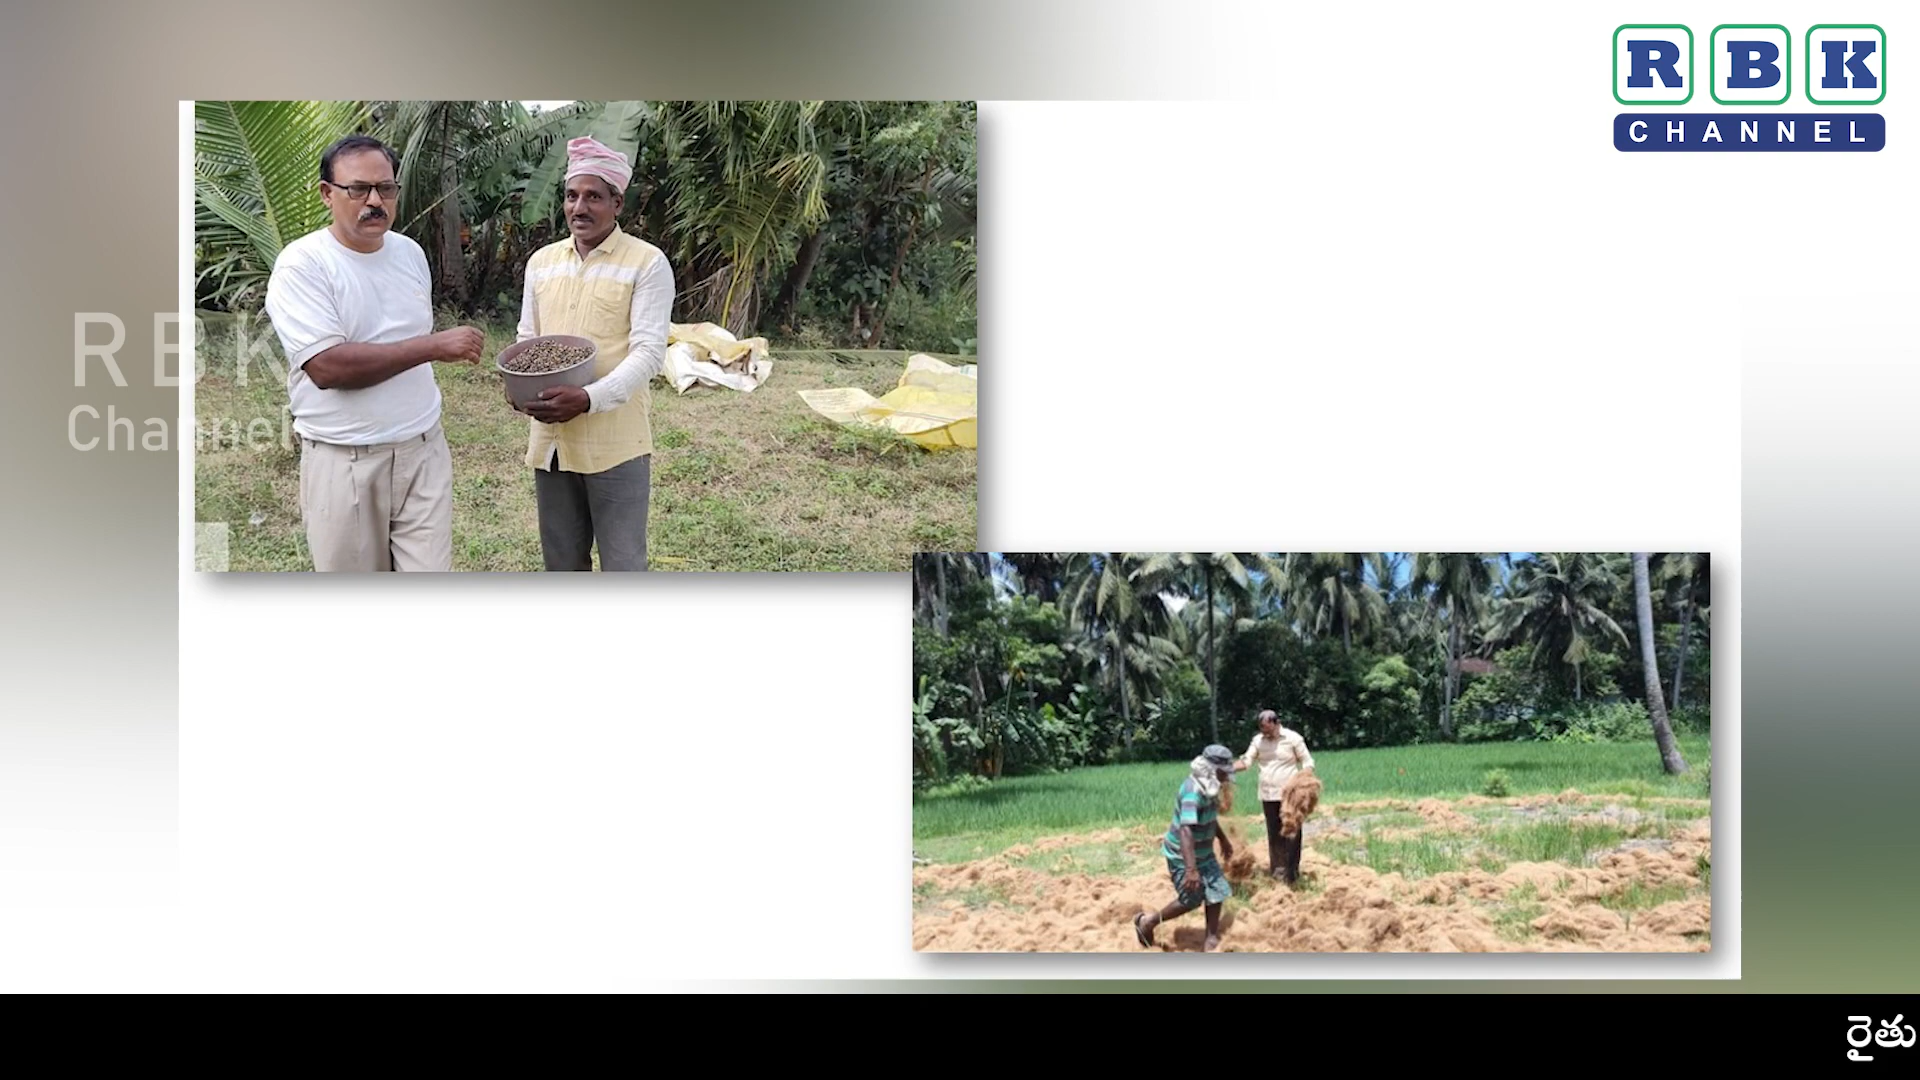 R B K
CHANNEL
RBK
Channel
రైతు